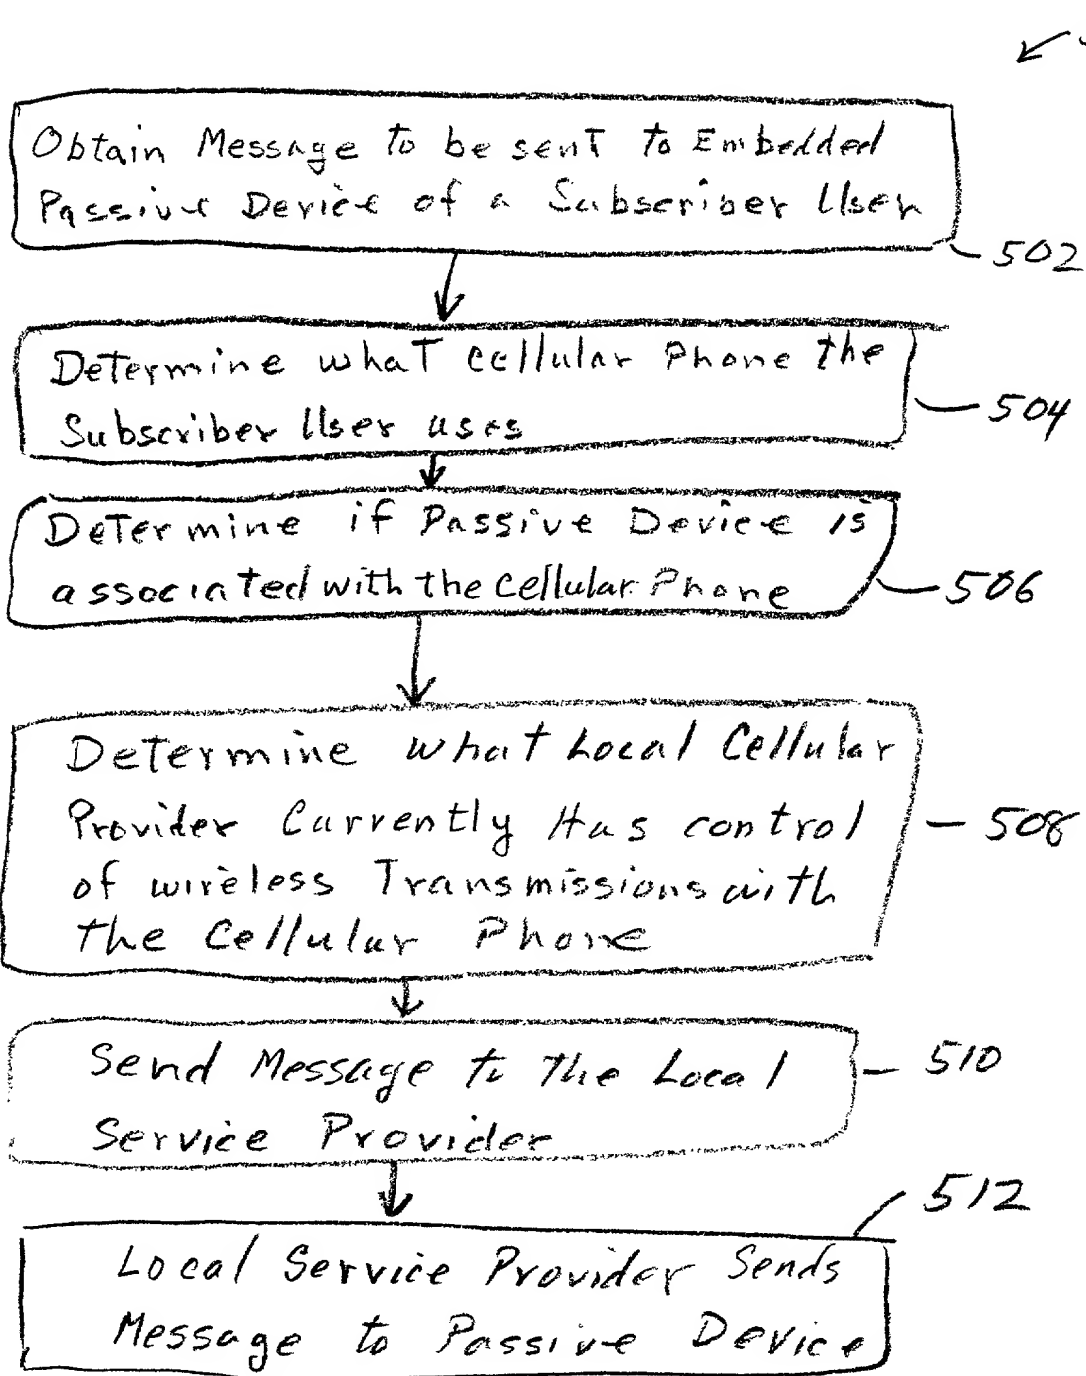 Obtain Message to be sent to Embedded
Passive Device of a Subscriber User
502
Determine what Cellular Phone the
Subscriber User uses
504
Determine if Passive Device is
associated with the Cellular Phone
506
Determine what Local Cellular
Provider Currently Has control
of wireless Transmissions with
the Cellular Phone
508
Send Message to the Local
Service Provider
510
512
Local Service Provider Sends
Message to Passive Device